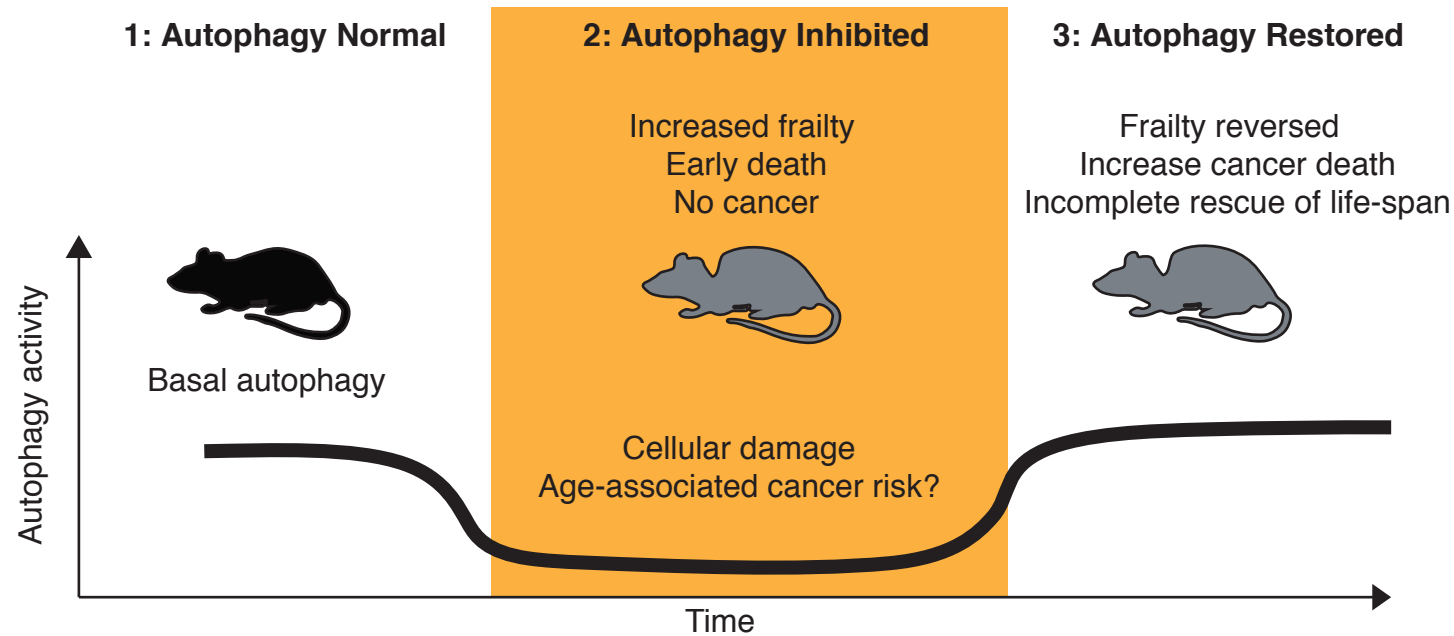 1: Autophagy Normal
2: Autophagy Inhibited
3: Autophagy Restored
Increased frailty
Early death
No cancer
Frailty reversed
Increase cancer death
Incomplete rescue of life-span
Autophagy activity
Basal autophagy
Cellular damage
Age-associated cancer risk?
Time